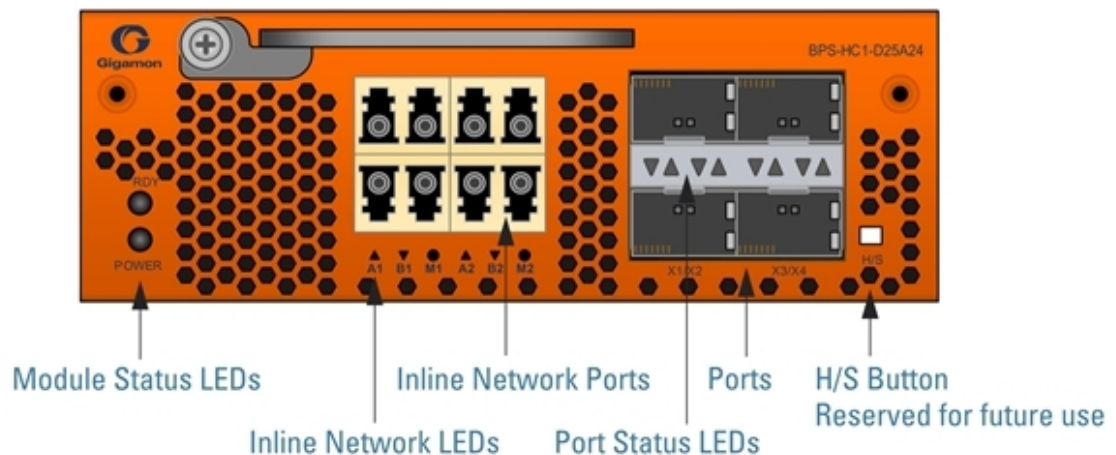 Gigamon
BPS-HC1-D25A24
RDY
POWER
A1 B1 M1 A2 B2 M2
X1/X2 X3/X4
H/S
Module Status LEDs
Inline Network Ports
Ports
H/S Button
Reserved for future use
Inline Network LEDs
Port Status LEDs